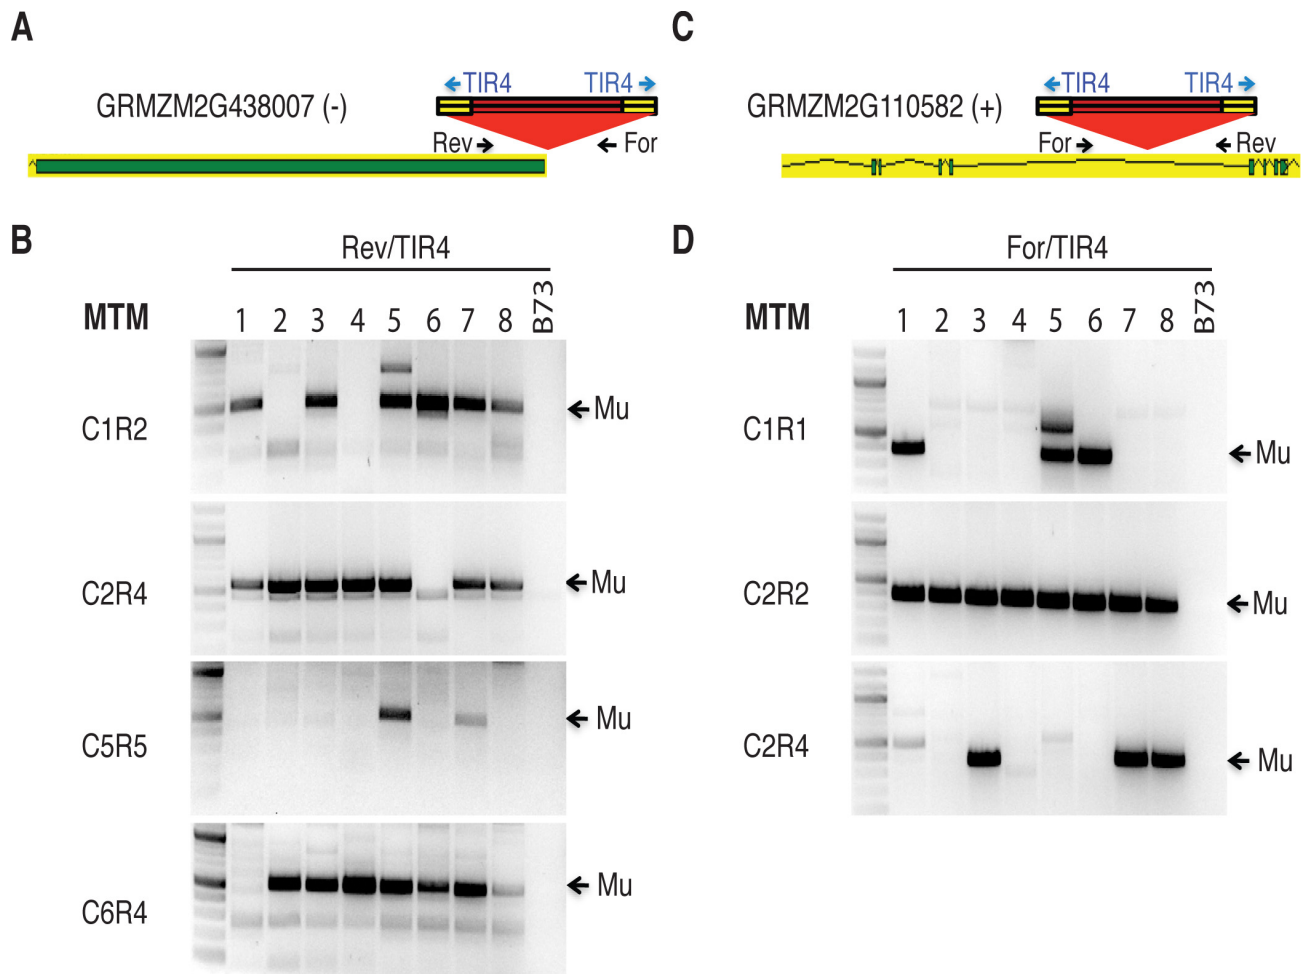 A
TIR4 TIR4
GRMZM2G438007 (-)
Rev For
B
Rev/TIR4
MTM 1 2 3 4 5 6 7 8 B73
C1R2 Mu
C2R4 Mu
C5R5 Mu
C6R4 Mu
C
TIR4 TIR4
GRMZM2G110582 (+)
For Rev
D
For/TIR4
MTM 1 2 3 4 5 6 7 8 B73
C1R1 Mu
C2R2 Mu
C2R4 Mu